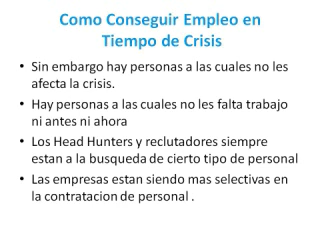 Como Conseguir Empleo en
Tiempo de Crisis
• Sin embargo hay personas a las cuales no les
afecta la crisis.
• Hay personas a las cuales no les falta trabajo
ni antes ni ahora
• Los Head Hunters y reclutadores siempre
estan a la busqueda de cierto tipo de personal
• Las empresas estan siendo mas selectivas en
la contratacion de personal .